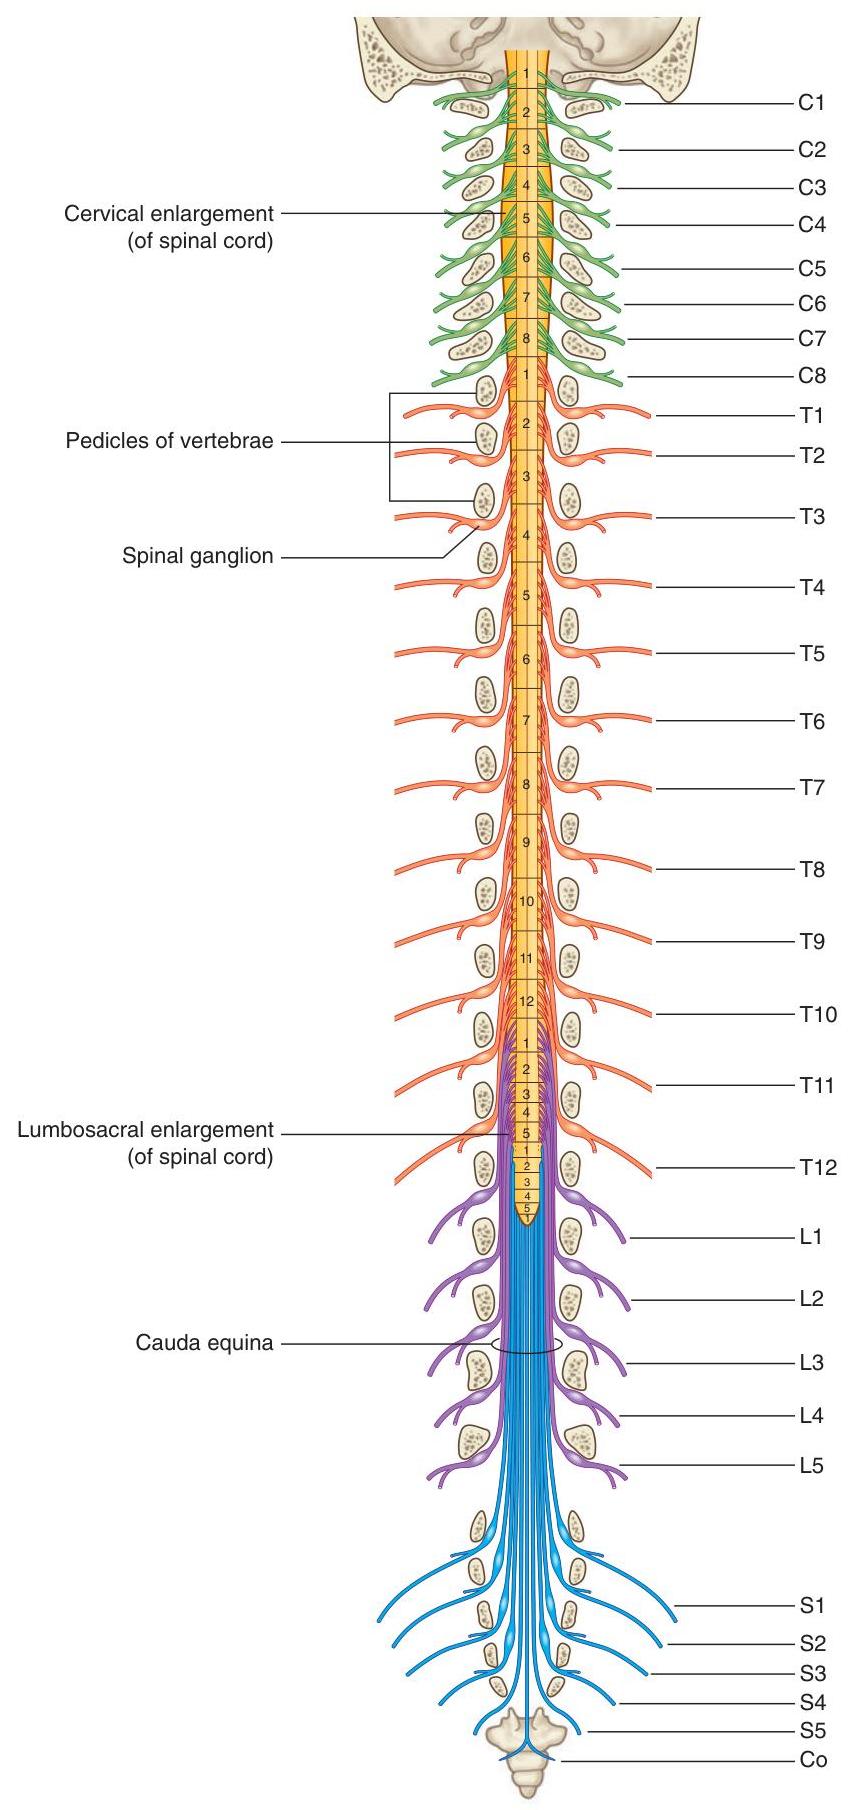 1
C1
2
3
C2
4
C3
Cervical enlargement
(of spinal cord)
5
C4
6
C5
7
C6
8
C7
1
C8
T1
2
Pedicles of vertebrae
T2
3
T3
4
Spinal ganglion
T4
5
T5
6
T6
7
T7
8
9
T8
10
T9
11
12
T10
1
2
T11
3
4
Lumbosacral enlargement
(of spinal cord)
5
1
2
T12
3
4
5
1
L1
L2
Cauda equina
L3
L4
L5
S1
S2
S3
S4
S5
Co